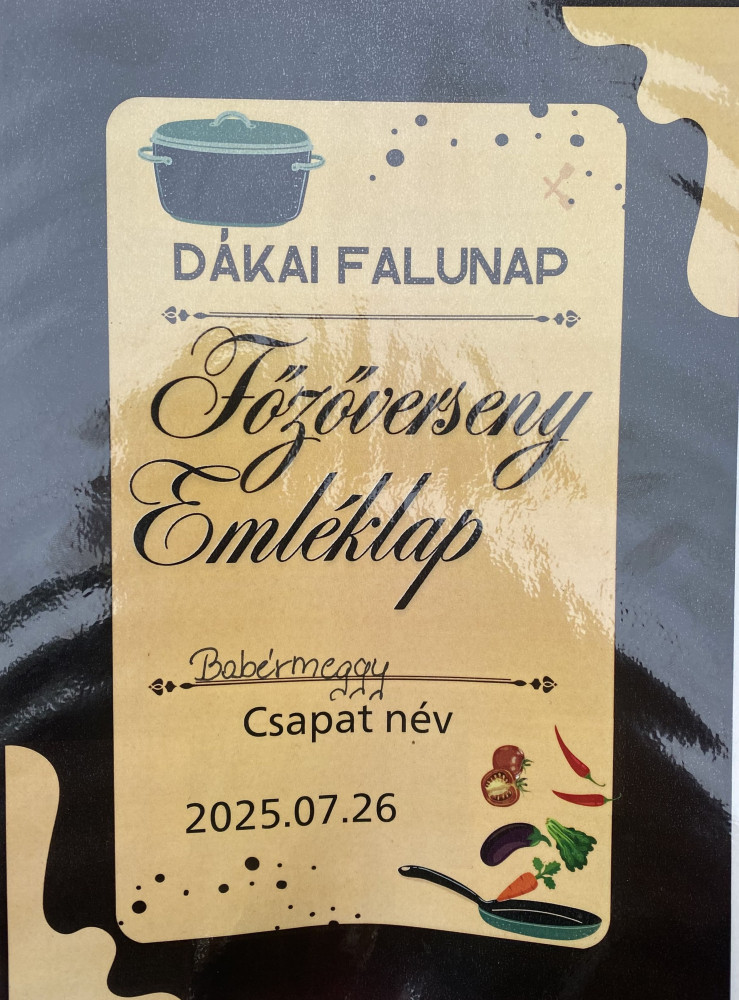 DÁKAI FALUNAP
Főzőverseny
Emléklap
Babérmeggy
Csapat név
2025.07.26